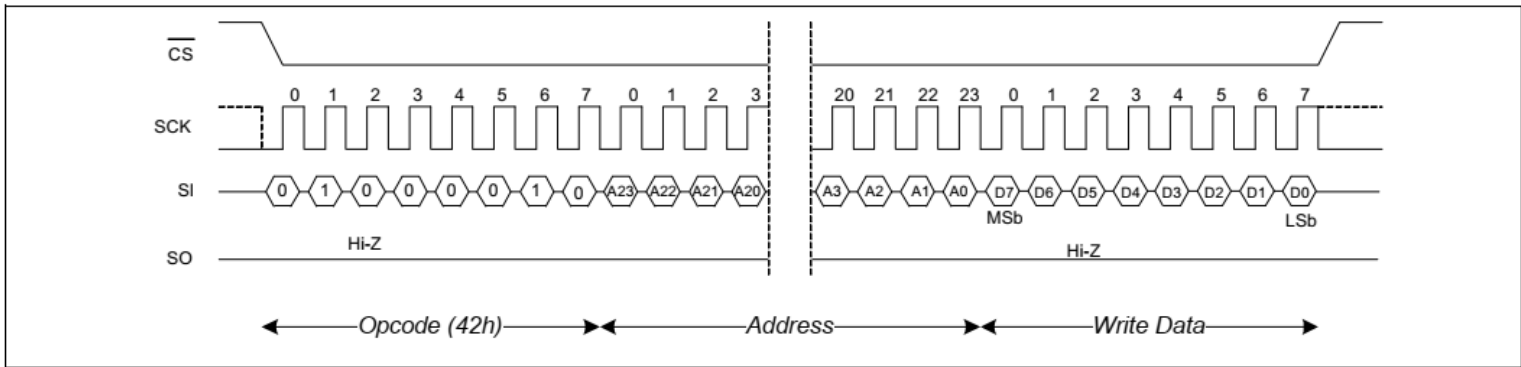 CS
0 1 2 3 4 5 6 7 0 1 2 3 20 21 22 23 0 1 2 3 4 5 6 7
SCK
SI 0 1 0 0 0 0 1 0 A23 A22 A21 A20 A3 A2 A1 A0 D7 D6 D5 D4 D3 D2 D1 D0
MSb LSb
Hi-Z Hi-Z
SO
Opcode (42h) Address Write Data